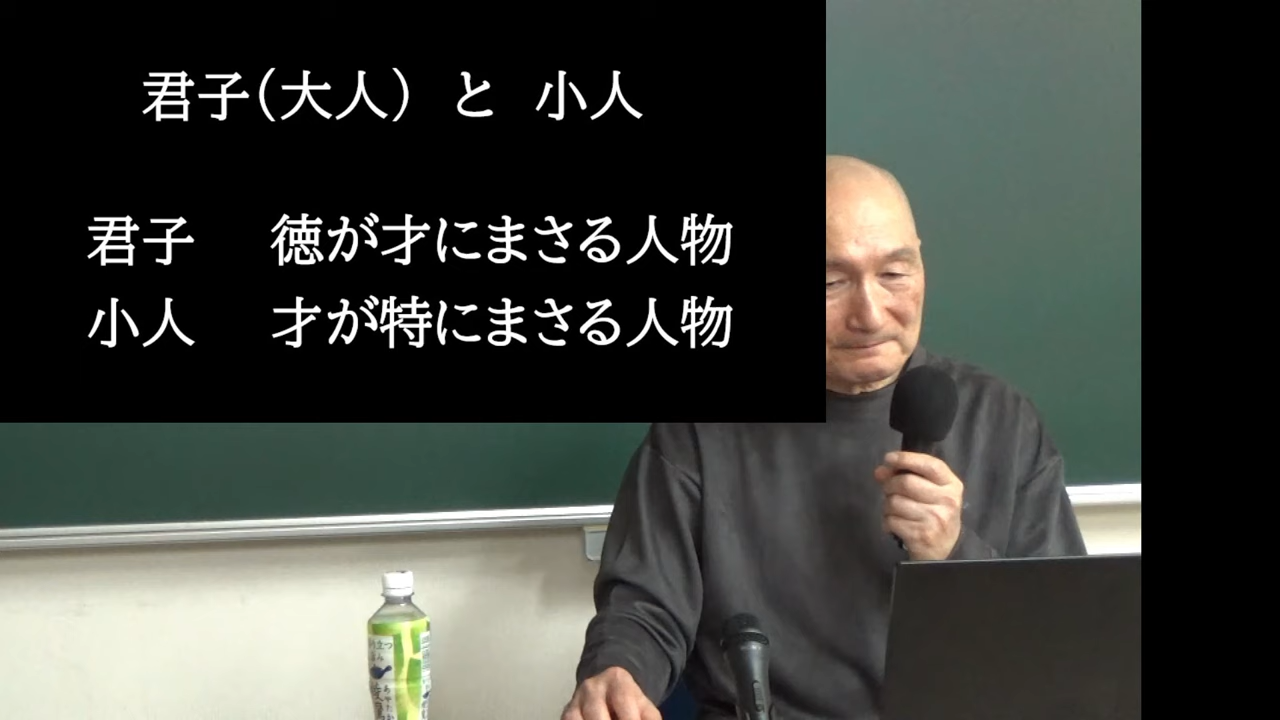 君子(大人) と 小人
君子 徳が才にまさる人物
小人 才が特にまさる人物